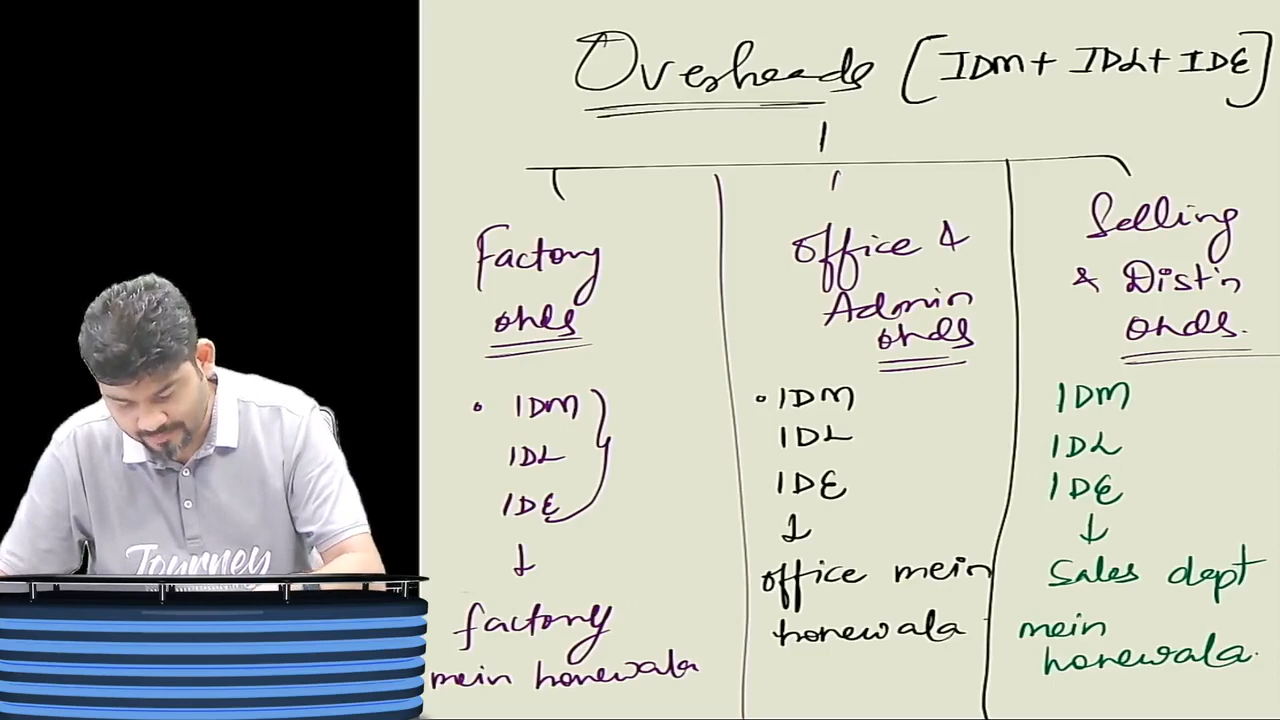 Overheads [IDM + IDL + IDE]
Factory
ohds
• IDM
IDL
IDE
↓
factory
mein honewala
Office &
Admin
ohds
• IDM
IDL
IDE
↓
office mein
honewala
Selling
& Dist'n
ohds.
IDM
IDL
IDE
↓
Sales dept
mein
honewala.
Journey